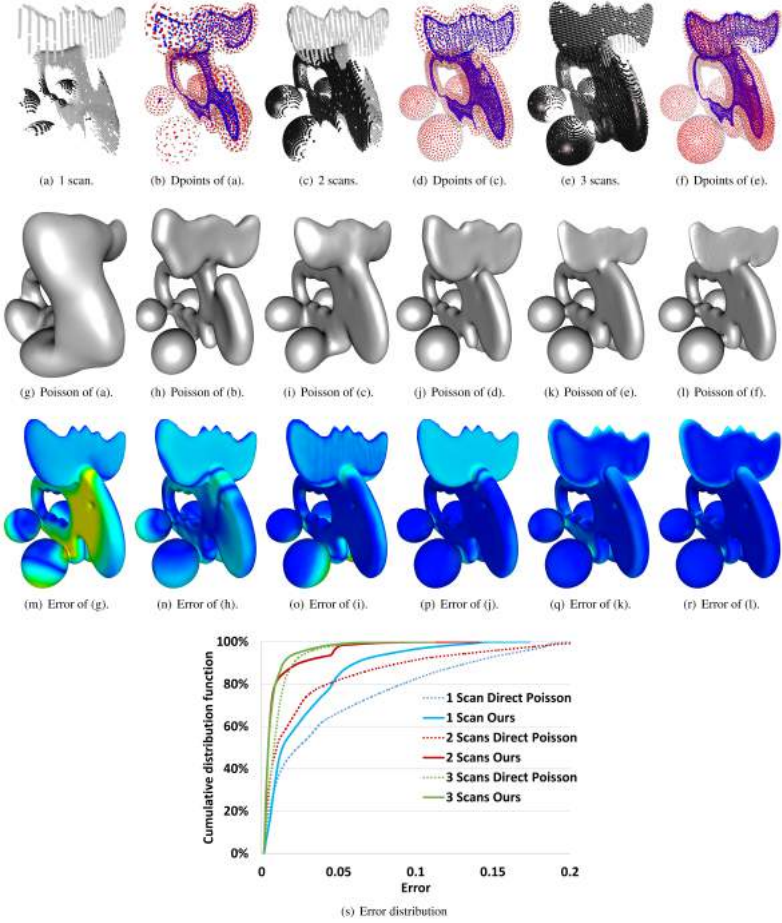 (a) 1 scan.
(b) Dpoints of (a).
(c) 2 scans.
(d) Dpoints of (c).
(e) 3 scans.
(f) Dpoints of (e).
(g) Poisson of (a).
(h) Poisson of (b).
(i) Poisson of (c).
(j) Poisson of (d).
(k) Poisson of (e).
(l) Poisson of (f).
(m) Error of (g).
(n) Error of (h).
(o) Error of (i).
(p) Error of (j).
(q) Error of (k).
(r) Error of (l).
Cumulative distribution function
100%
80%
60%
40%
20%
0%
1 Scan Direct Poisson
1 Scan Ours
2 Scans Direct Poisson
2 Scans Ours
3 Scans Direct Poisson
3 Scans Ours
0 0.05 0.1 0.15 0.2
Error
(s) Error distribution